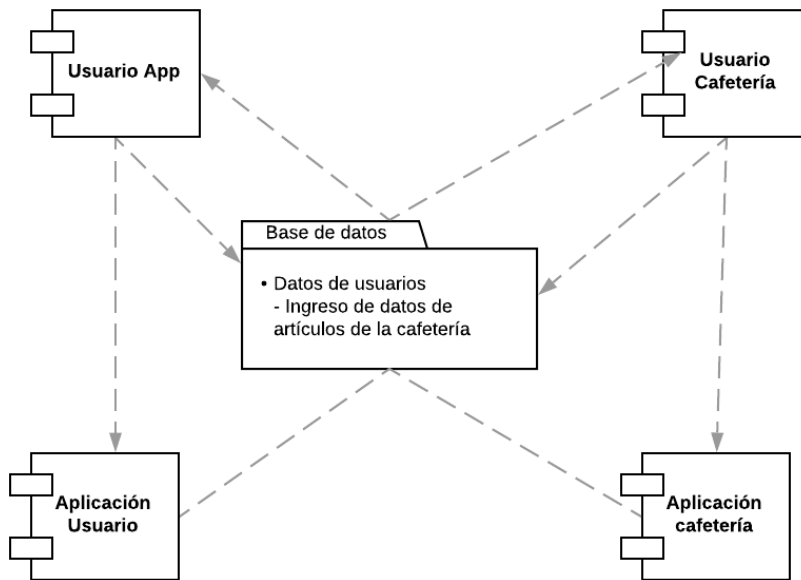 Usuario App
Usuario
Cafetería
Base de datos
• Datos de usuarios
- Ingreso de datos de
artículos de la cafetería
Aplicación
Usuario
Aplicación
cafetería